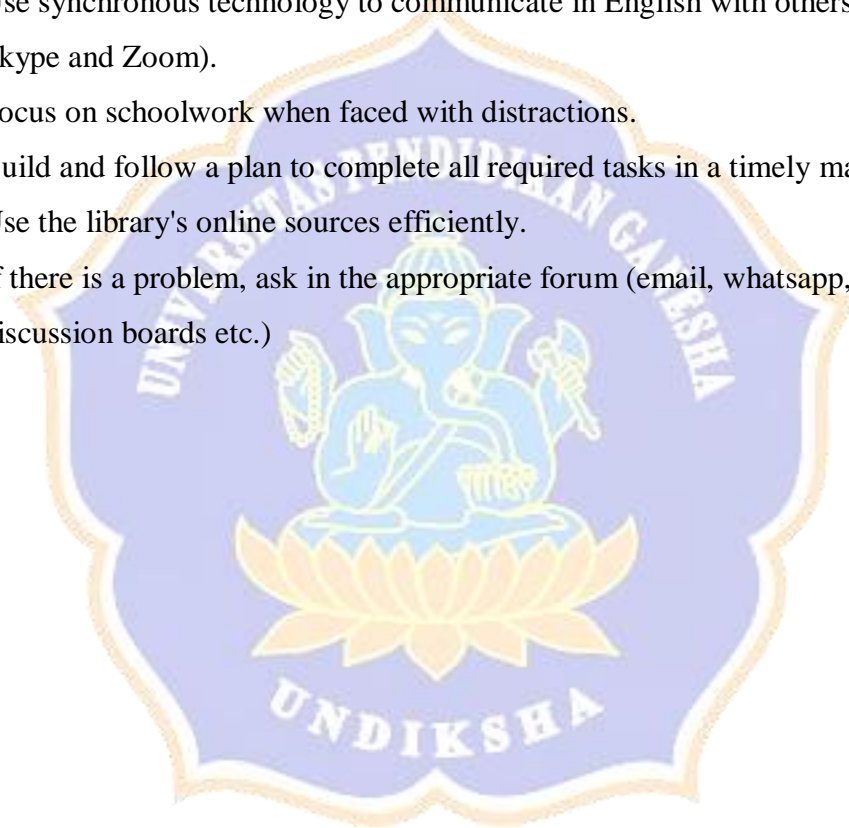 se synchronous technology to communicate in English with others
kype and Zoom).
ocus on schoolwork when faced with distractions.
uild and follow a plan to complete all required tasks in a timely ma
se the library's online sources efficiently.
f there is a problem, ask in the appropriate forum (email, whatsapp,
iscussion boards etc.)
UNIVERSITAS PENDIDIKAN GANESHA
UNDIKSHA